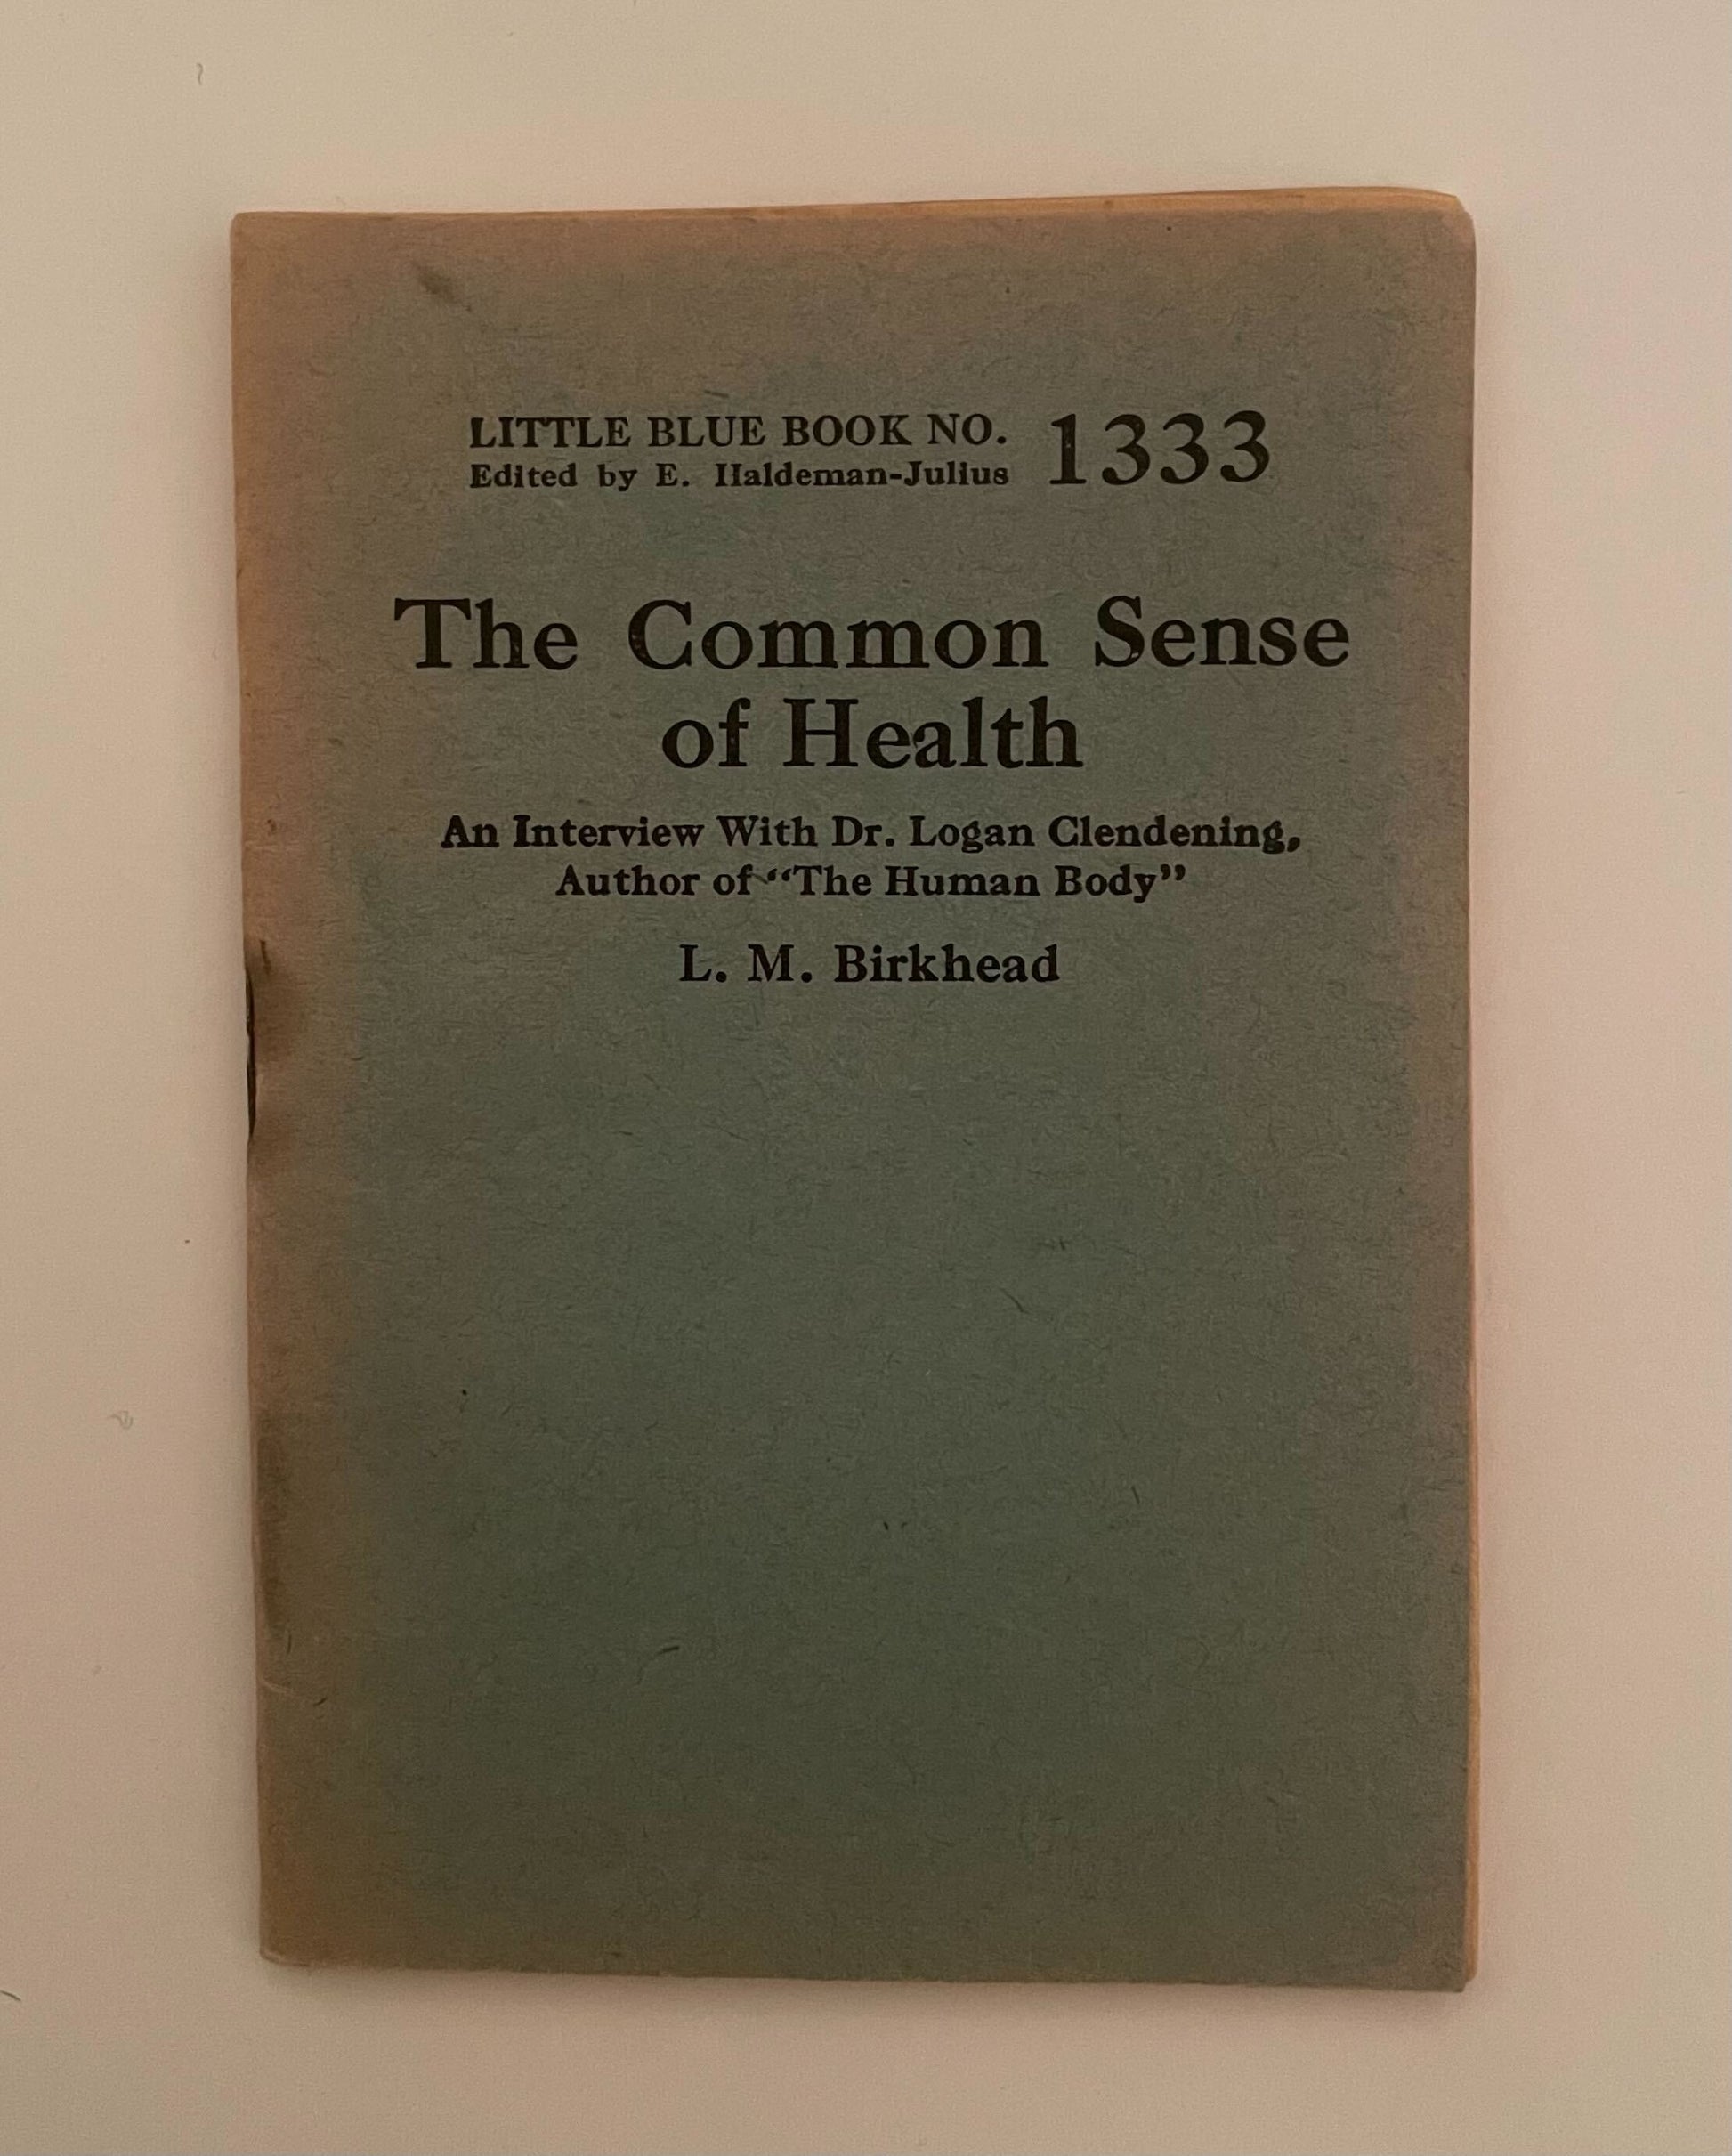 LITTLE BLUE BOOK NO. 1333
Edited by E. Haldeman-Julius
The Common Sense
of Health
An Interview With Dr. Logan Clendening,
Author of “The Human Body”
L. M. Birkhead